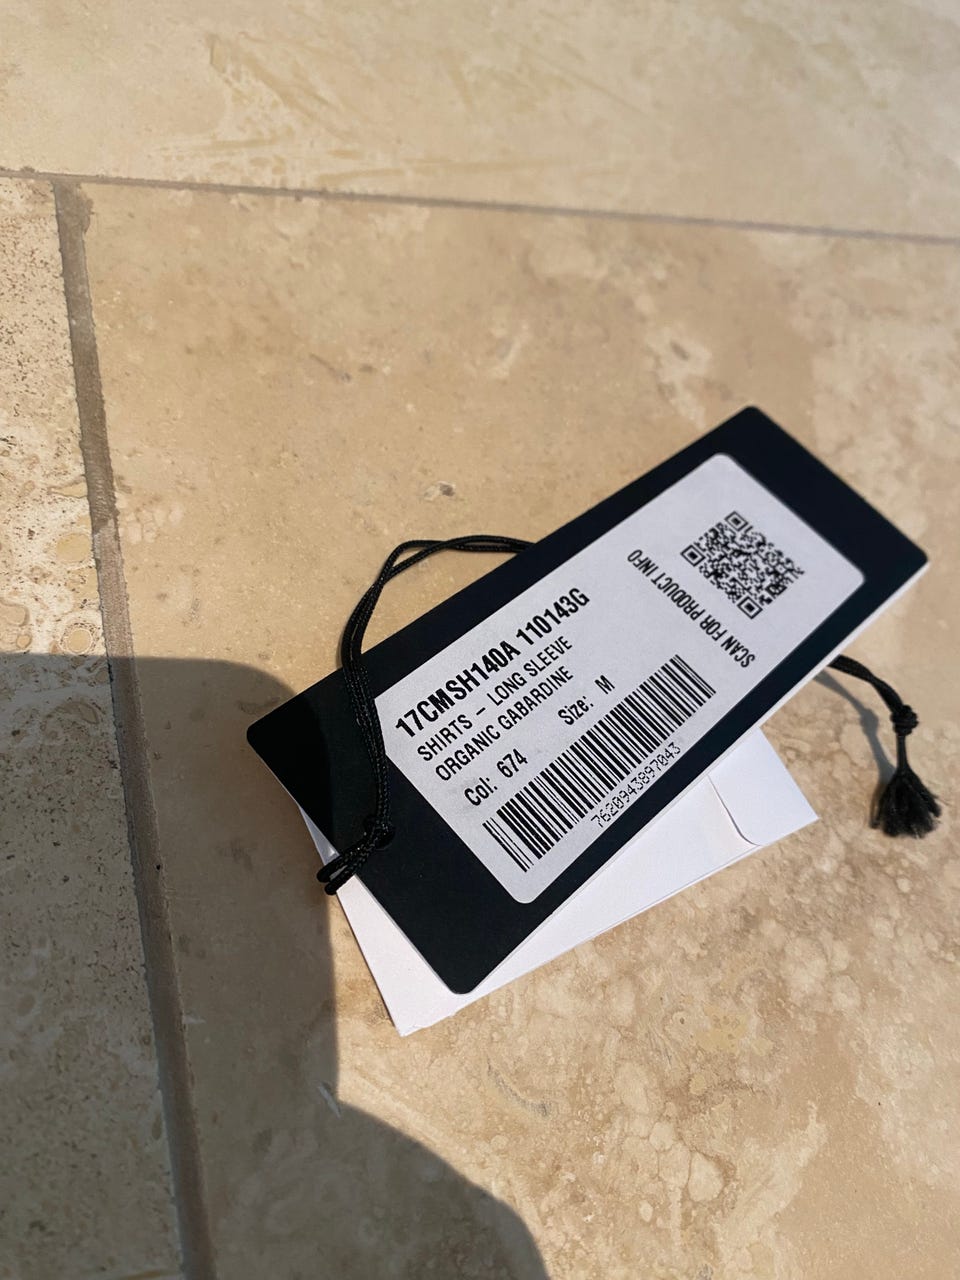 17CMSH140A 110143G
SHIRTS – LONG SLEEVE
ORGANIC GABARDINE
Col: 674 Size: M
7620943897043
SCAN FOR PRODUCT INFO